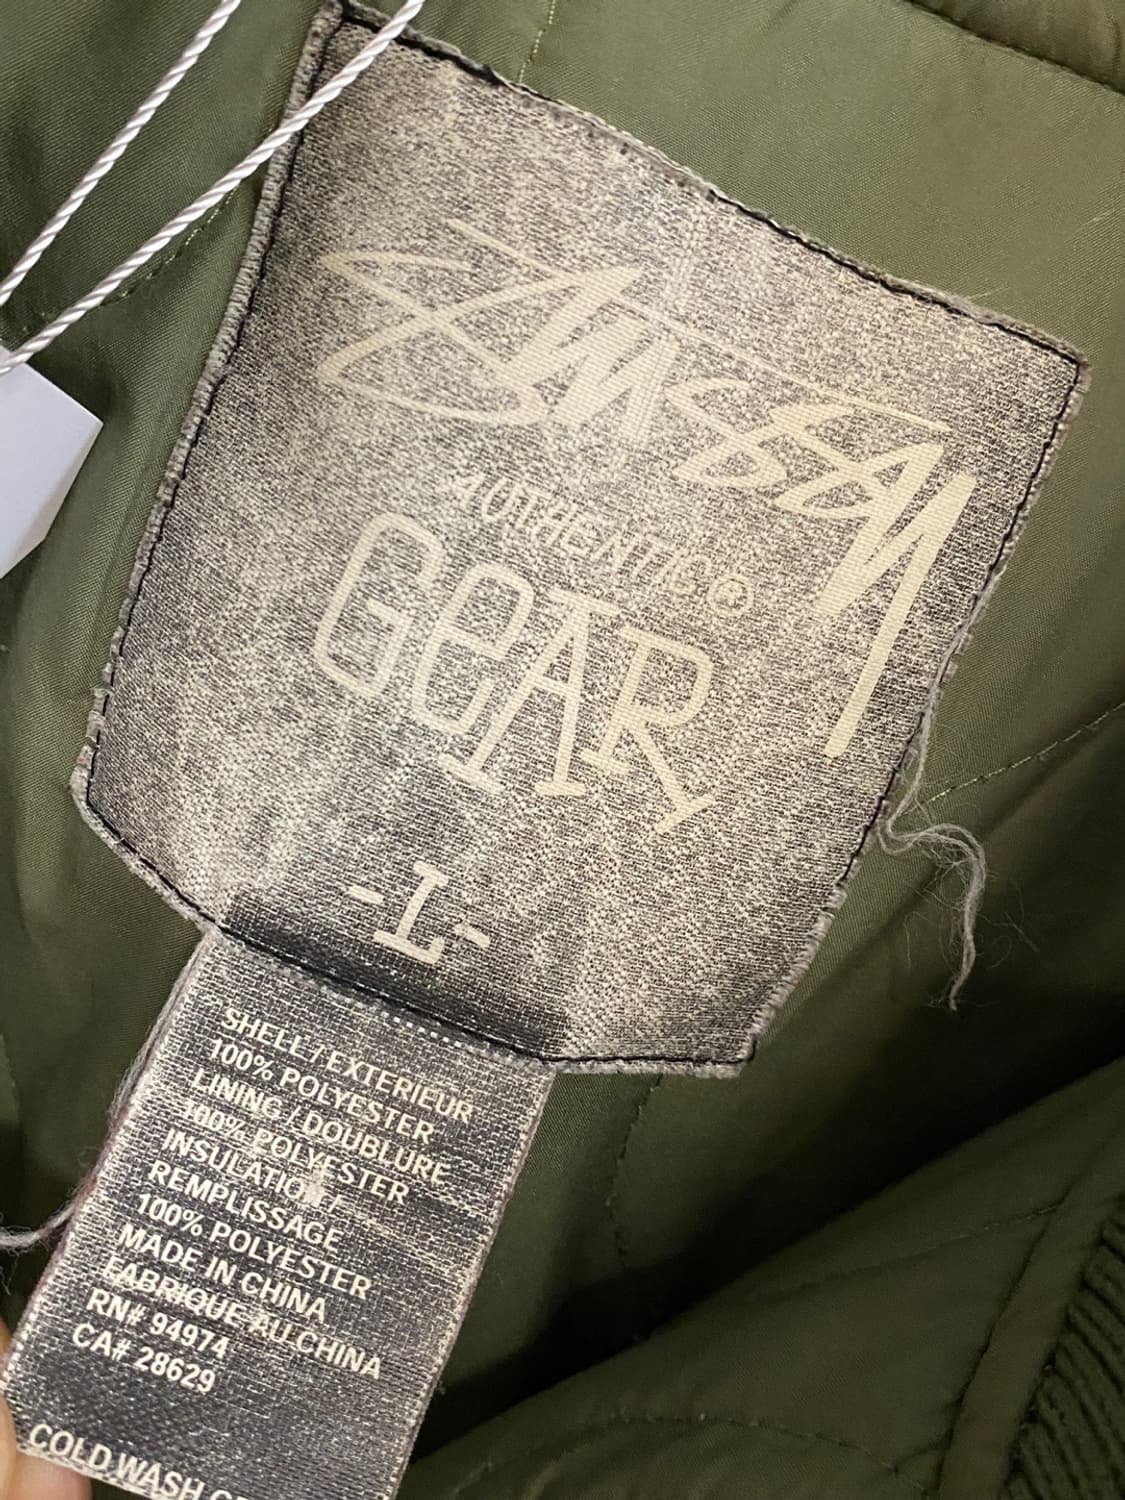 Stussy
AUTHENTIC®
GeAR
-L-
SHELL/EXTERIEUR
100% POLYESTER
LINING/DOUBLURE
100% POLYESTER
INSULATION/
REMPLISSAGE
100% POLYESTER
MADE IN CHINA
FABRIQUE AU CHINA
RN# 94974
CA# 28629
COLD WASH